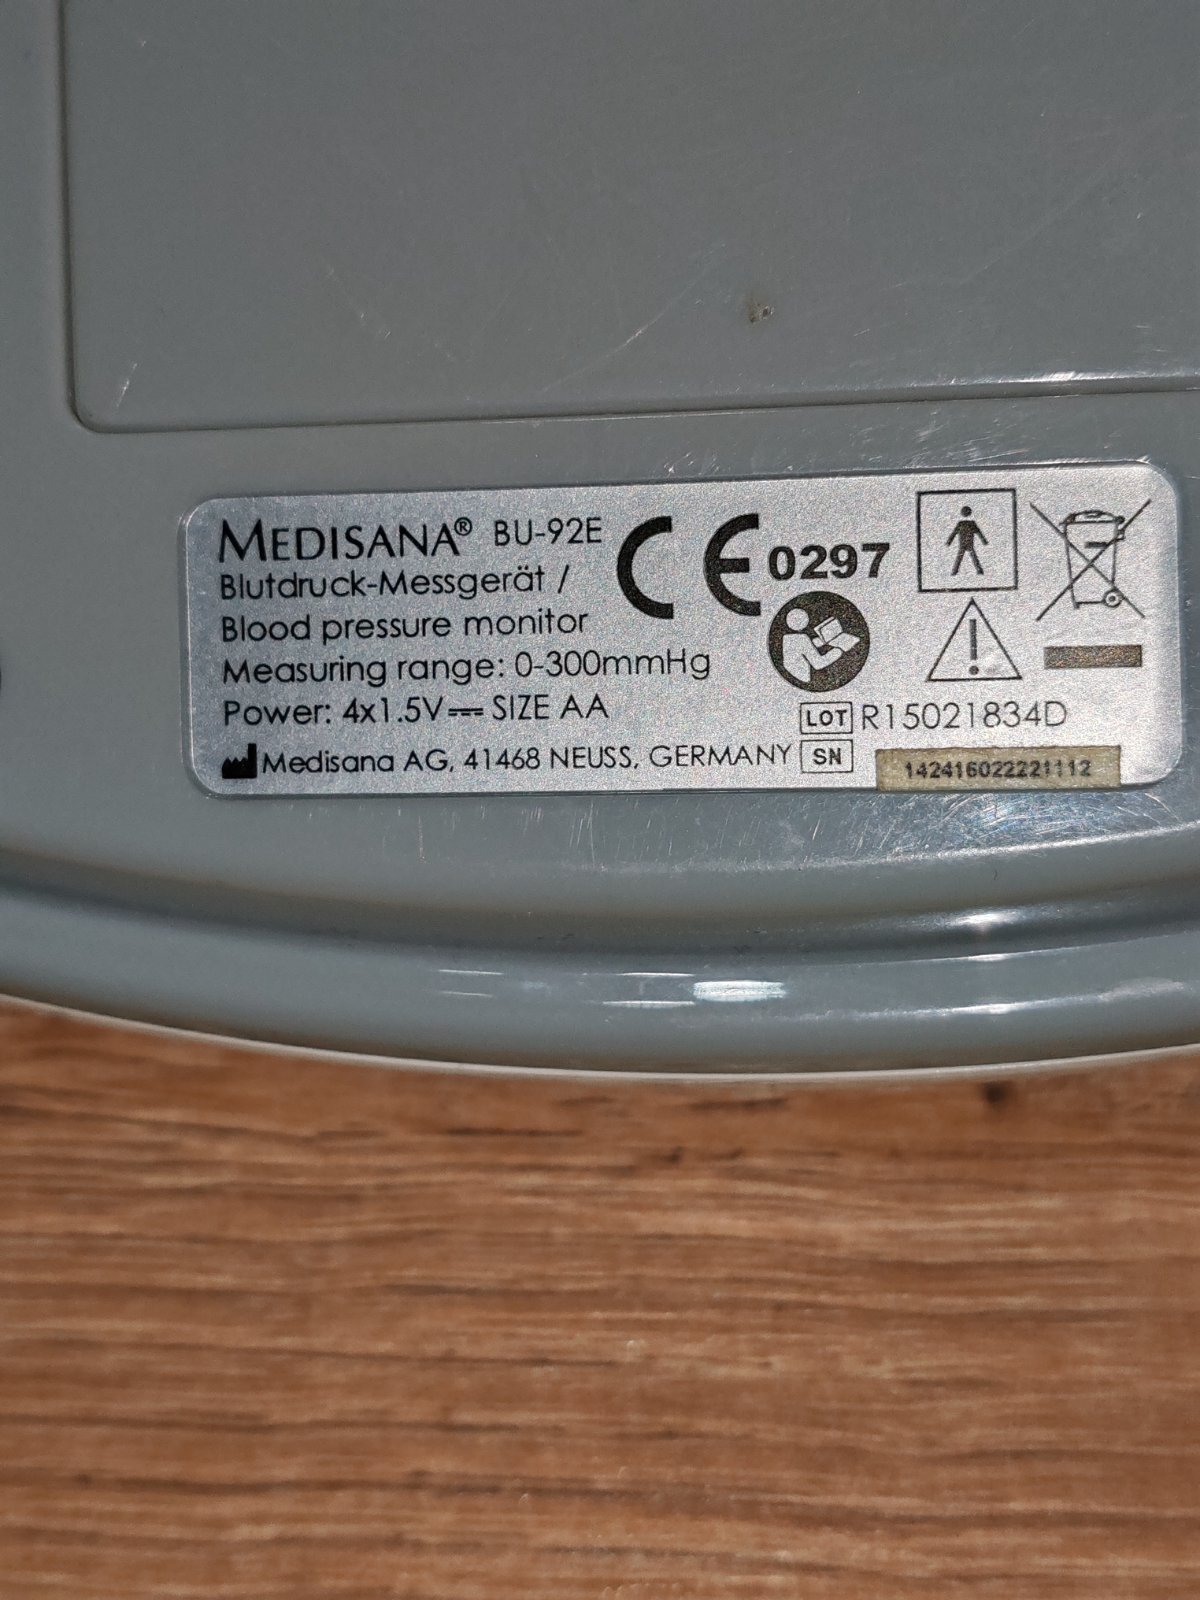 MEDISANA® BU-92E
Blutdruck-Messgerät /
Blood pressure monitor
Measuring range: 0-300mmHg
Power: 4x1.5V⎓ SIZE AA
Medisana AG, 41468 NEUSS, GERMANY
CE 0297
LOT R15021834D
SN 142416022221112